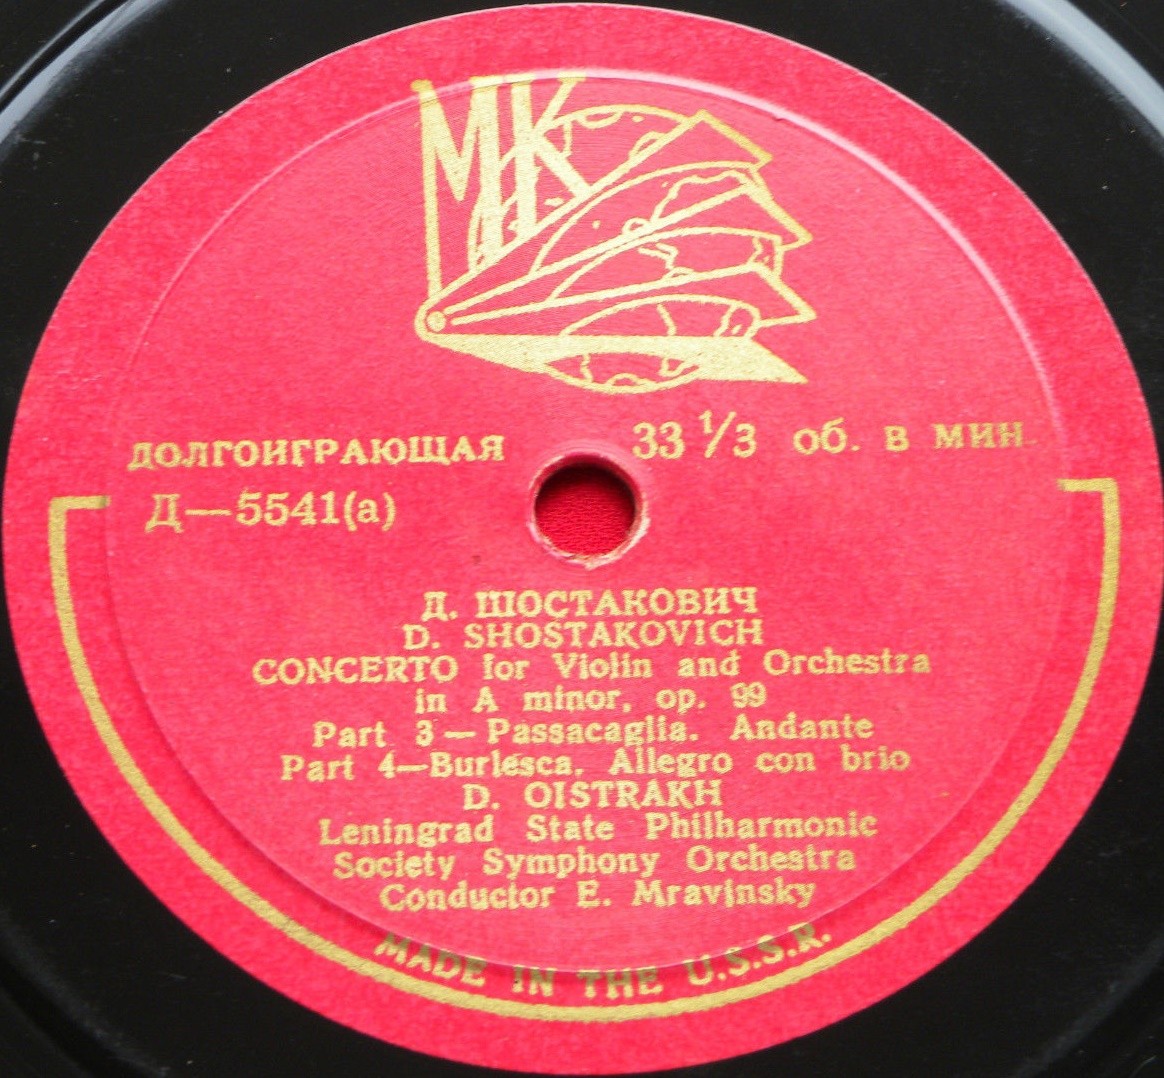 МК
ДОЛГОИГРАЮЩАЯ 33 1/3 об. в мин.
Д—5541(а)
Д. ШОСТАКОВИЧ
D. SHOSTAKOVICH
CONCERTO for Violin and Orchestra
in A minor, op. 99
Part 3—Passacaglia. Andante
Part 4—Burlesca. Allegro con brio
D. OISTRAKH
Leningrad State Philharmonic
Society Symphony Orchestra
Conductor E. Mravinsky
MADE IN THE U.S.S.R.